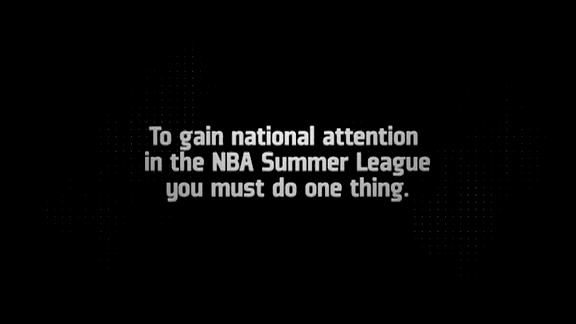 To gain national attention
in the NBA Summer League
you must do one thing.